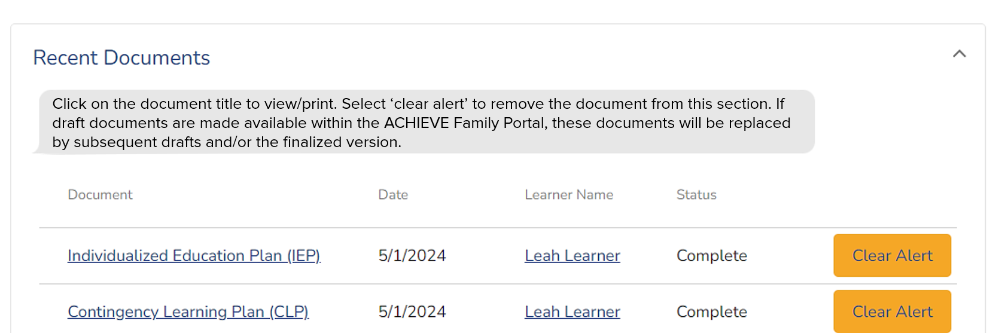 Recent Documents
Click on the document title to view/print. Select ‘clear alert’ to remove the document from this section. If
draft documents are made available within the ACHIEVE Family Portal, these documents will be replaced
by subsequent drafts and/or the finalized version.
Document Date Learner Name Status
Individualized Education Plan (IEP) 5/1/2024 Leah Learner Complete Clear Alert
Contingency Learning Plan (CLP) 5/1/2024 Leah Learner Complete Clear Alert